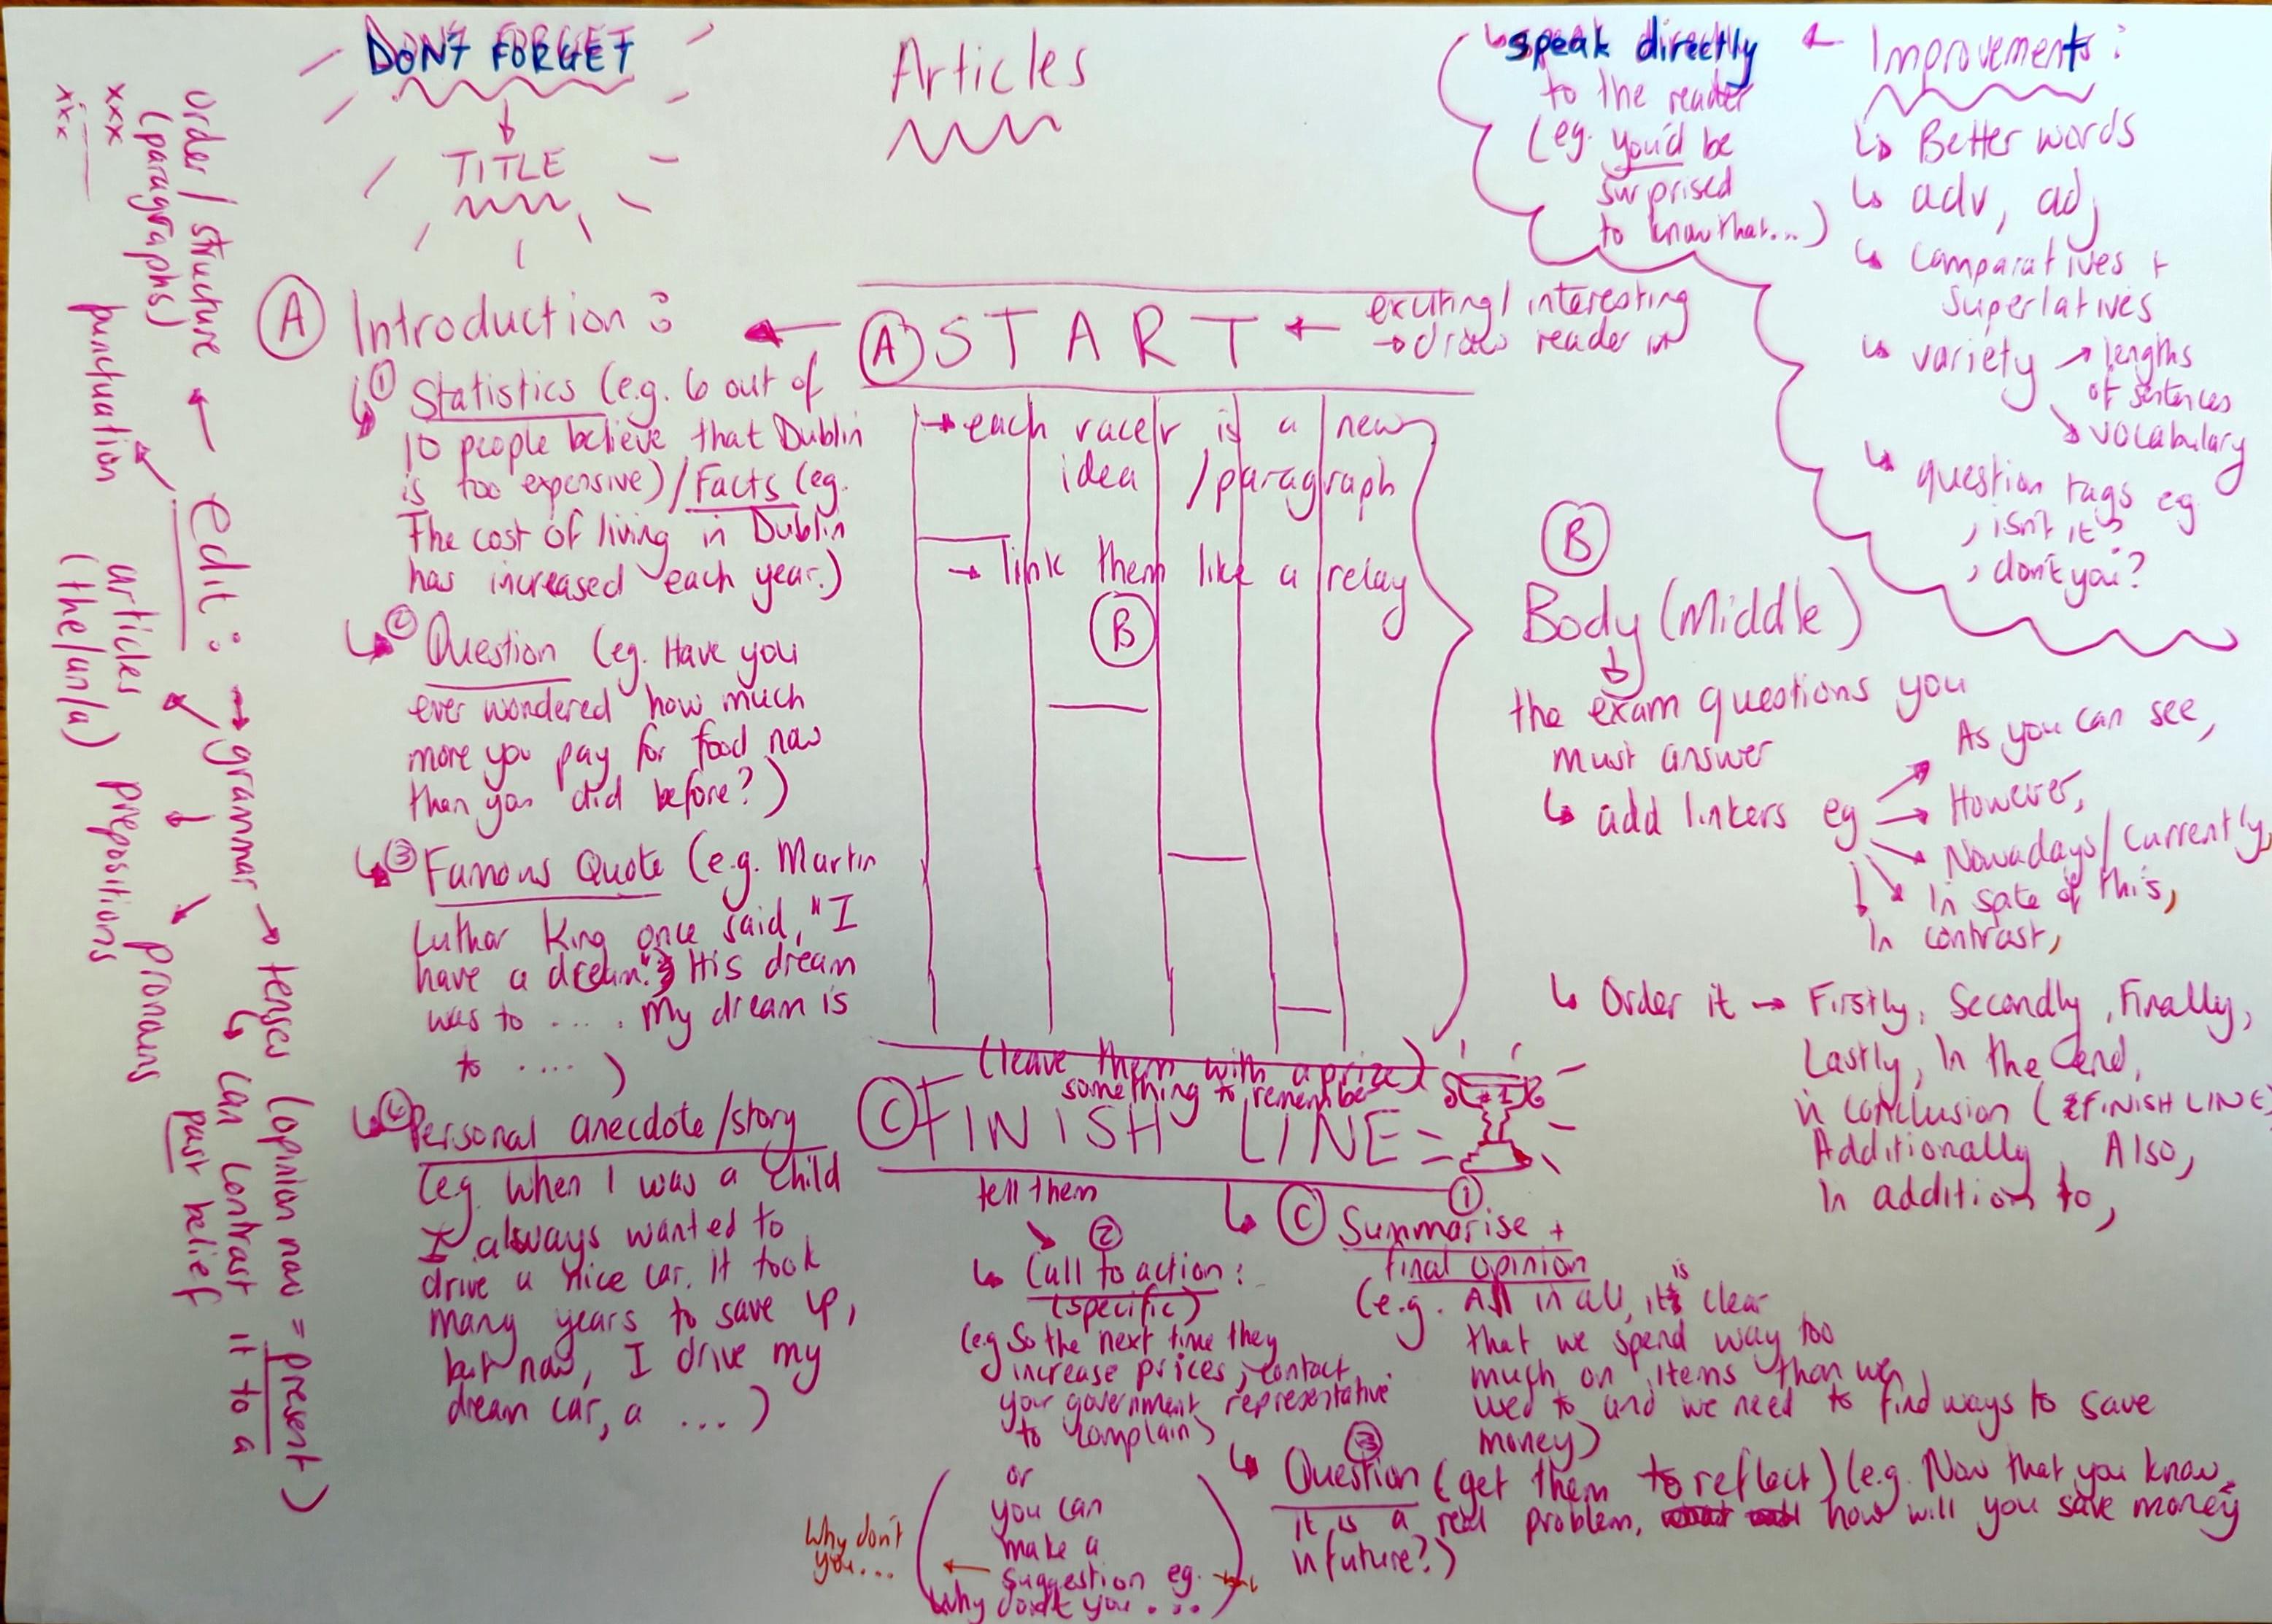 DON'T FORGET
TITLE
Articles
Improvements:
speak directly
to the reader
(eg. you'd be
surprised
to know that...)
Better words
adv, adj
comparatives +
superlatives
variety
lengths
of sentences
vocabulary
question tags eg
, isn't it?
, don't you?
Order / structure
(paragraphs)
xxx
xxx
edit:
punctuation
articles
(the/an/a)
prepositions
pronouns
grammar
tenses (opinion now = present)
can contrast it to a
past belief
A Introduction:
① Statistics (e.g. 6 out of
10 people believe that Dublin
is too expensive) / Facts (eg.
The cost of living in Dublin
has increased each year.)
② Question (eg. Have you
ever wondered how much
more you pay for food now
than you did before?)
③ Famous Quote (e.g. Martin
Luthar King once said, "I
have a dream." His dream
was to .... . My dream is
to ..... )
④ Personal anecdote/story
(eg. when I was a child
I always wanted to
drive a nice car. It took
many years to save up,
but now, I drive my
dream car, a ... )
A START
exciting / interesting
→ draw reader in
→ each racer is a new
idea / paragraph
→ link them like a relay
B
B
Body (Middle)
the exam questions you
must answer
add linkers eg
As you can see,
However,
Nowadays / Currently,
In spite of this,
In contrast,
Order it → Firstly, Secondly, Finally,
Lastly, In the end,
in conclusion (FINISH LINE)
Additionally, Also,
In addition to,
(leave them with a prize)
something to remember
C FINISH LINE
#1
tell them
② Call to action:
(specific)
(eg So the next time they
increase prices, contact
your government representative
to complain)
or
you can
make a
suggestion eg.
Why don't you ...
Why don't
you...
C ① Summarise +
final opinion
(e.g. All in all, it is clear
that we spend way too
much on items than we
used to and we need to find ways to save
money)
③ Question (get them to reflect) (e.g. Now that you know
it is a real problem, how will you save money
in future?)